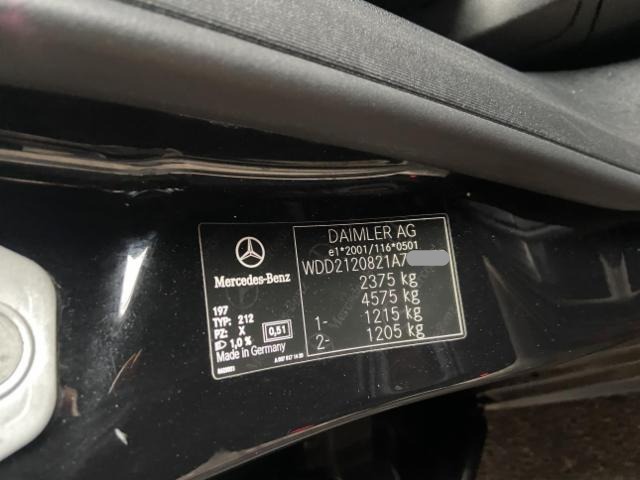 DAIMLER AG
e1*2001/116*0501
WDD2120821A7
2375 kg
4575 kg
1- 1215 kg
2- 1205 kg
Mercedes-Benz
197
TYP: 212
PZ: X 0,51
1,0 %
Made in Germany